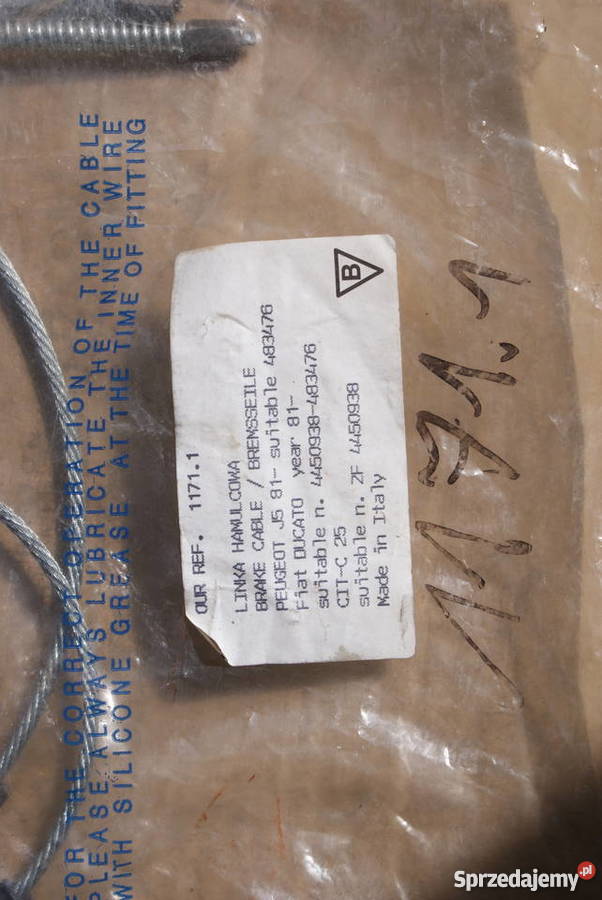 FOR THE CORRECT OPERATION OF THE CABLE
PLEASE ALWAYS LUBRICATE THE INNER WIRE
WITH SILICONE GREASE AT THE TIME OF FITTING
OUR REF. 1171.1
B
LINKA HAMULCOWA
BRAKE CABLE / BREMSSEILE
PEUGEOT J5 81- suitable 483476
Fiat DUCATO year 81-
suitable n. 4450938-483476
CIT-C 25
suitable n. ZF 4450938
Made in Italy
1171.1
Sprzedajemy.pl